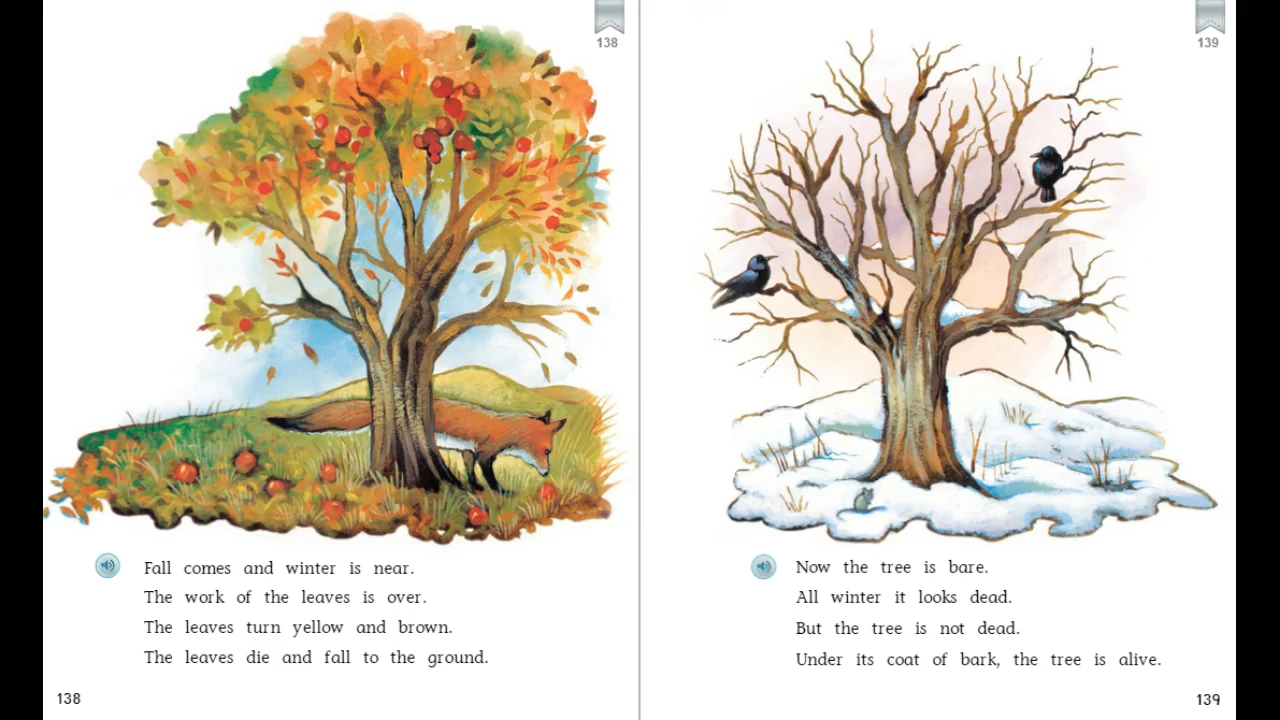 138
Fall comes and winter is near.
The work of the leaves is over.
The leaves turn yellow and brown.
The leaves die and fall to the ground.
138
139
Now the tree is bare.
All winter it looks dead.
But the tree is not dead.
Under its coat of bark, the tree is alive.
139